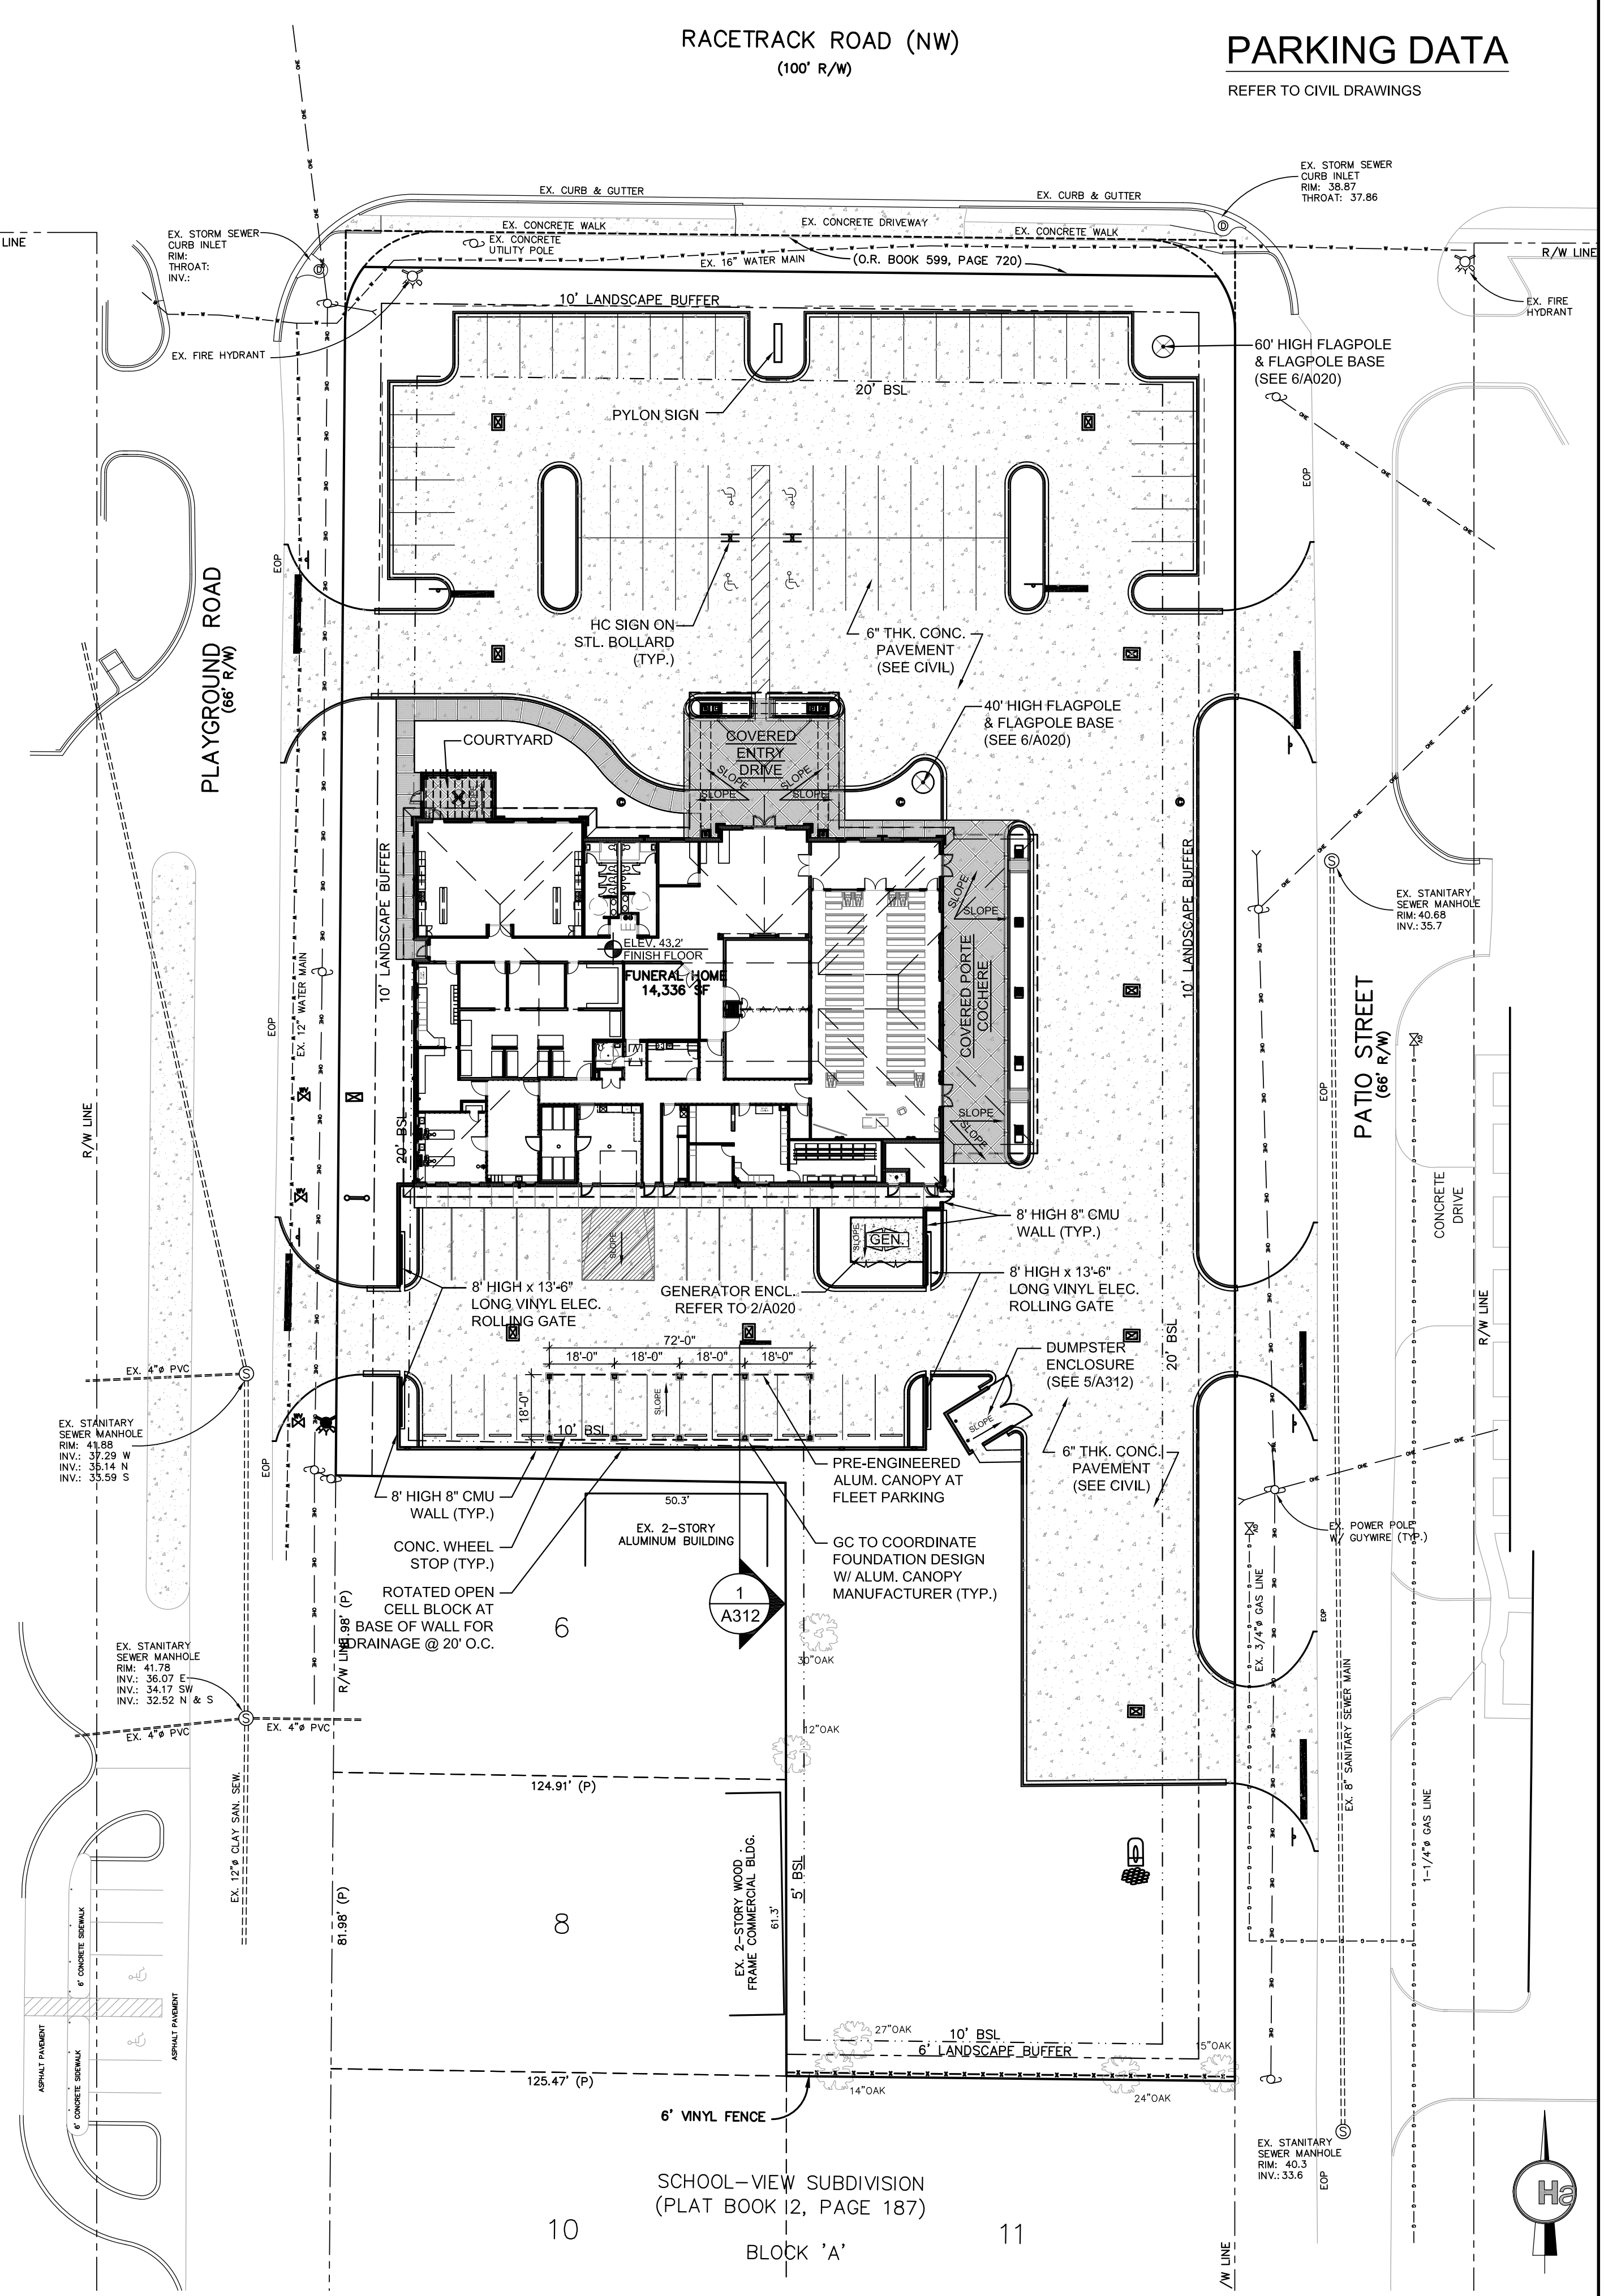 RACETRACK ROAD (NW)
(100' R/W)
PARKING DATA
REFER TO CIVIL DRAWINGS
EX. STORM SEWER
CURB INLET
RIM: 38.87
THROAT: 37.86
EX. CURB & GUTTER
EX. CURB & GUTTER
EX. CONCRETE WALK
EX. CONCRETE DRIVEWAY
EX. CONCRETE WALK
EX. STORM SEWER
CURB INLET
RIM:
THROAT:
INV.:
LINE
EX. CONCRETE
UTILITY POLE
EX. 16" WATER MAIN
(O.R. BOOK 599, PAGE 720)
R/W LINE
EX. FIRE
HYDRANT
10' LANDSCAPE BUFFER
EX. FIRE HYDRANT
60' HIGH FLAGPOLE
& FLAGPOLE BASE
(SEE 6/A020)
20' BSL
PYLON SIGN
EOP
EOP
PLAYGROUND ROAD
(66' R/W)
HC SIGN ON
STL. BOLLARD
(TYP.)
6" THK. CONC.
PAVEMENT
(SEE CIVIL)
40' HIGH FLAGPOLE
& FLAGPOLE BASE
(SEE 6/A020)
COURTYARD
COVERED
ENTRY
DRIVE
SLOPE
SLOPE
SLOPE
SLOPE
SLOPE
10' LANDSCAPE BUFFER
10' LANDSCAPE BUFFER
EX. STANITARY
SEWER MANHOLE
RIM: 40.68
INV.: 35.7
SLOPE
SLOPE
ELEV. 43.2'
FINISH FLOOR
FUNERAL HOME
14,336 SF
COVERED PORTE
COCHERE
EX. 12" WATER MAIN
EOP
EOP
PATIO STREET
(66' R/W)
R/W LINE
20' BSL
SLOPE
SLOPE
CONCRETE
DRIVE
8' HIGH 8" CMU
WALL (TYP.)
SLOPE
SLOPE
GEN.
8' HIGH x 13'-6"
LONG VINYL ELEC.
ROLLING GATE
GENERATOR ENCL.
REFER TO 2/A020
8' HIGH x 13'-6"
LONG VINYL ELEC.
ROLLING GATE
72'-0"
18'-0"
18'-0"
18'-0"
18'-0"
18'-0"
SLOPE
10' BSL
DUMPSTER
ENCLOSURE
(SEE 5/A312)
SLOPE
20' BSL
R/W LINE
EX. 4"ø PVC
EX. STANITARY
SEWER MANHOLE
RIM: 41.88
INV.: 37.29 W
INV.: 35.14 N
INV.: 33.59 S
EOP
6" THK. CONC.
PAVEMENT
(SEE CIVIL)
PRE-ENGINEERED
ALUM. CANOPY AT
FLEET PARKING
8' HIGH 8" CMU
WALL (TYP.)
50.3'
EX. 2-STORY
ALUMINUM BUILDING
EX. POWER POLE
W/ GUYWIRE (TYP.)
CONC. WHEEL
STOP (TYP.)
GC TO COORDINATE
FOUNDATION DESIGN
W/ ALUM. CANOPY
MANUFACTURER (TYP.)
ROTATED OPEN
CELL BLOCK AT
BASE OF WALL FOR
DRAINAGE @ 20' O.C.
1
A312
6
30"OAK
EX. 3/4"ø GAS LINE
EOP
R/W LINE
81.98' (P)
EX. STANITARY
SEWER MANHOLE
RIM: 41.78
INV.: 36.07 E
INV.: 34.17 SW
INV.: 32.52 N & S
EX. 4"ø PVC
EX. 4"ø PVC
12"OAK
124.91' (P)
EX. 12"ø CLAY SAN. SEW.
EX. 8" SANITARY SEWER MAIN
1-1/4"ø GAS LINE
EX. 2-STORY WOOD
FRAME COMMERCIAL BLDG.
61.3'
5' BSL
81.98' (P)
8
6' CONCRETE SIDEWALK
ASPHALT PAVEMENT
ASPHALT PAVEMENT
6' CONCRETE SIDEWALK
27"OAK
10' BSL
6' LANDSCAPE BUFFER
15"OAK
125.47' (P)
14"OAK
24"OAK
6' VINYL FENCE
EX. STANITARY
SEWER MANHOLE
RIM: 40.3
INV.: 33.6
EOP
SCHOOL-VIEW SUBDIVISION
(PLAT BOOK 12, PAGE 187)
10
11
BLOCK 'A'
/W LINE
Ha